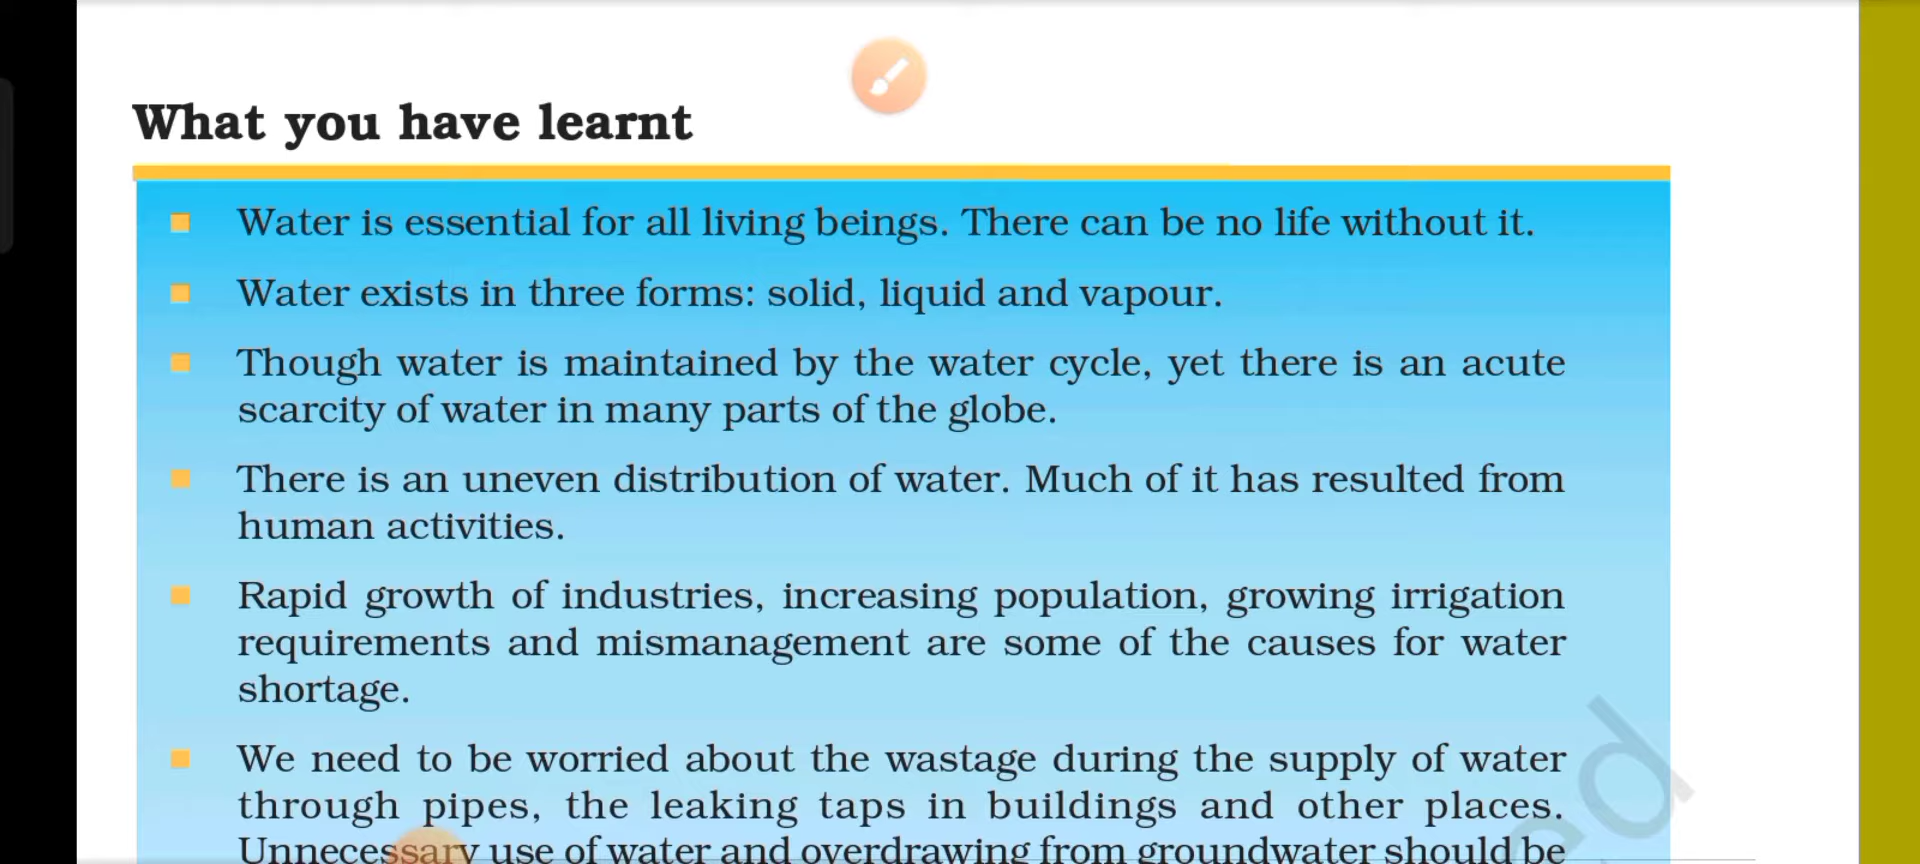 What you have learnt
Water is essential for all living beings. There can be no life without it.
Water exists in three forms: solid, liquid and vapour.
Though water is maintained by the water cycle, yet there is an acute
scarcity of water in many parts of the globe.
There is an uneven distribution of water. Much of it has resulted from
human activities.
Rapid growth of industries, increasing population, growing irrigation
requirements and mismanagement are some of the causes for water
shortage.
We need to be worried about the wastage during the supply of water
through pipes, the leaking taps in buildings and other places.
Unnecessary use of water and overdrawing from groundwater should be